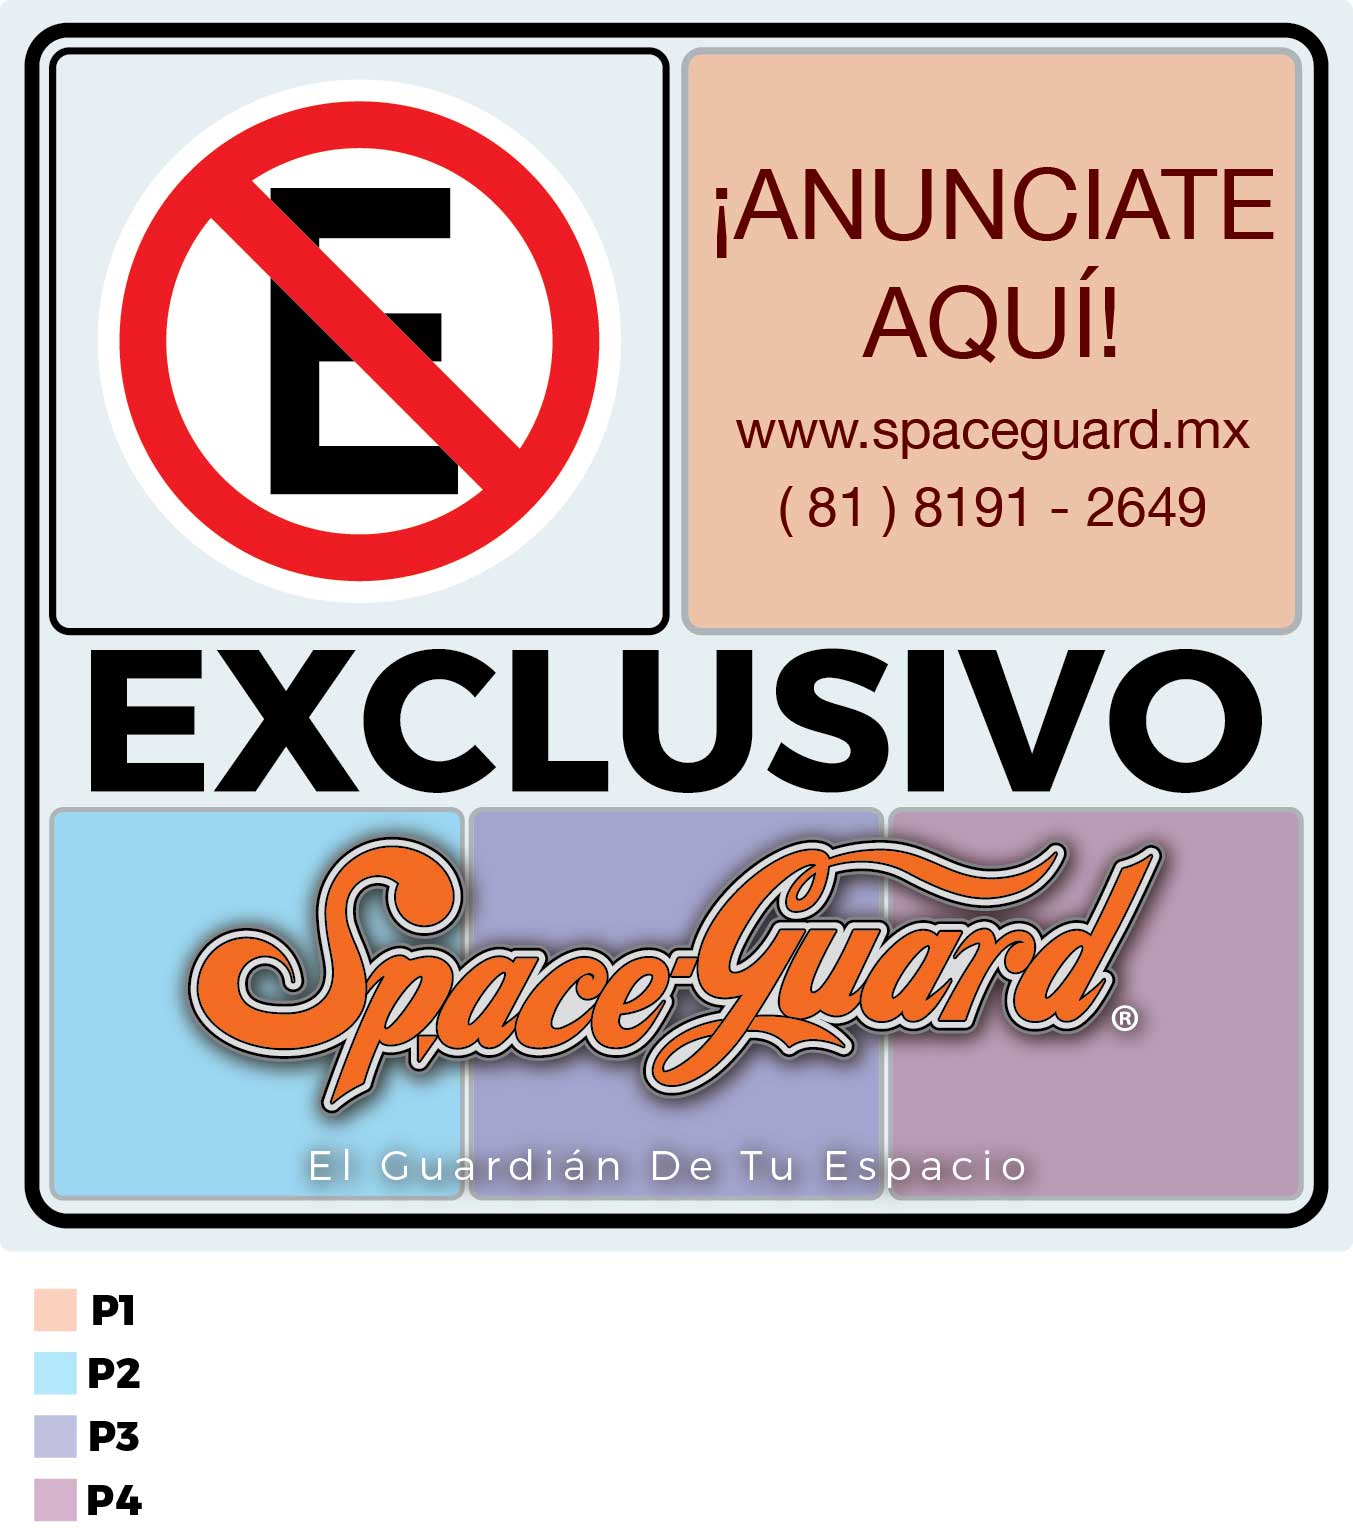 E
¡ANUNCIATE
AQUÍ!
www.spaceguard.mx
( 81 ) 8191 - 2649
EXCLUSIVO
Space-Guard®
El Guardián De Tu Espacio
P1
P2
P3
P4